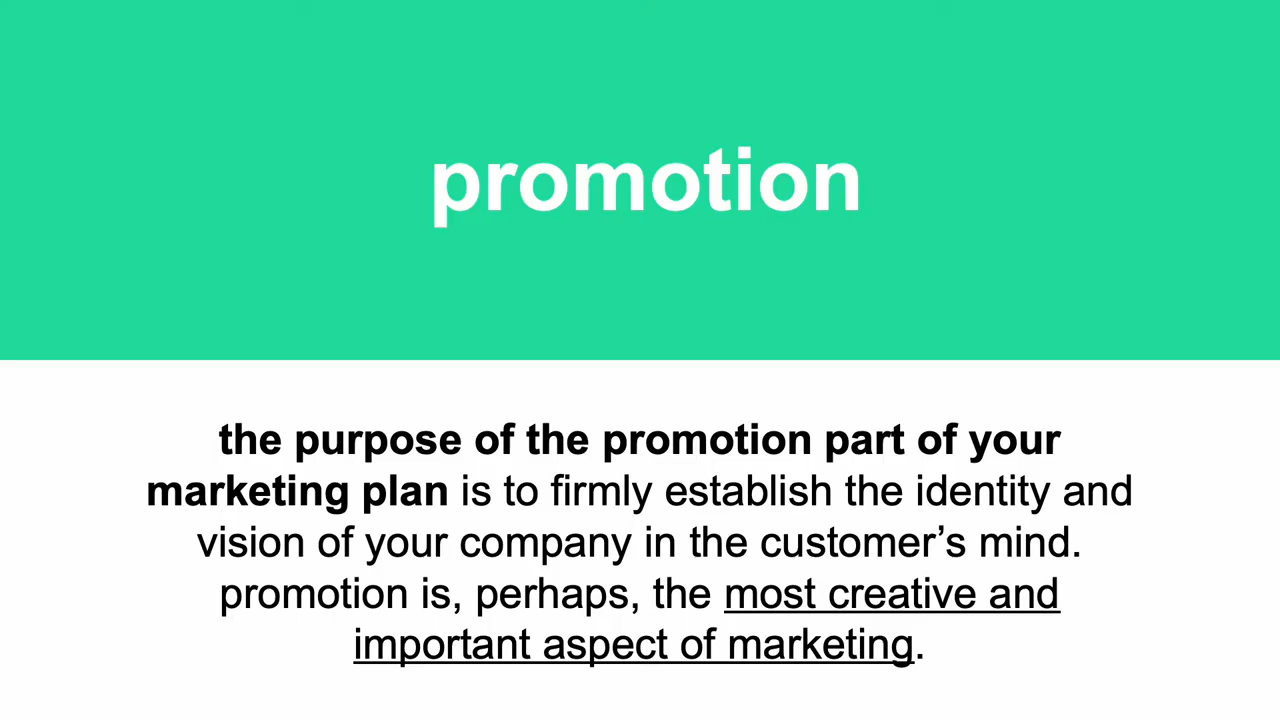 promotion
the purpose of the promotion part of your
marketing plan is to firmly establish the identity and
vision of your company in the customer’s mind.
promotion is, perhaps, the most creative and
important aspect of marketing.